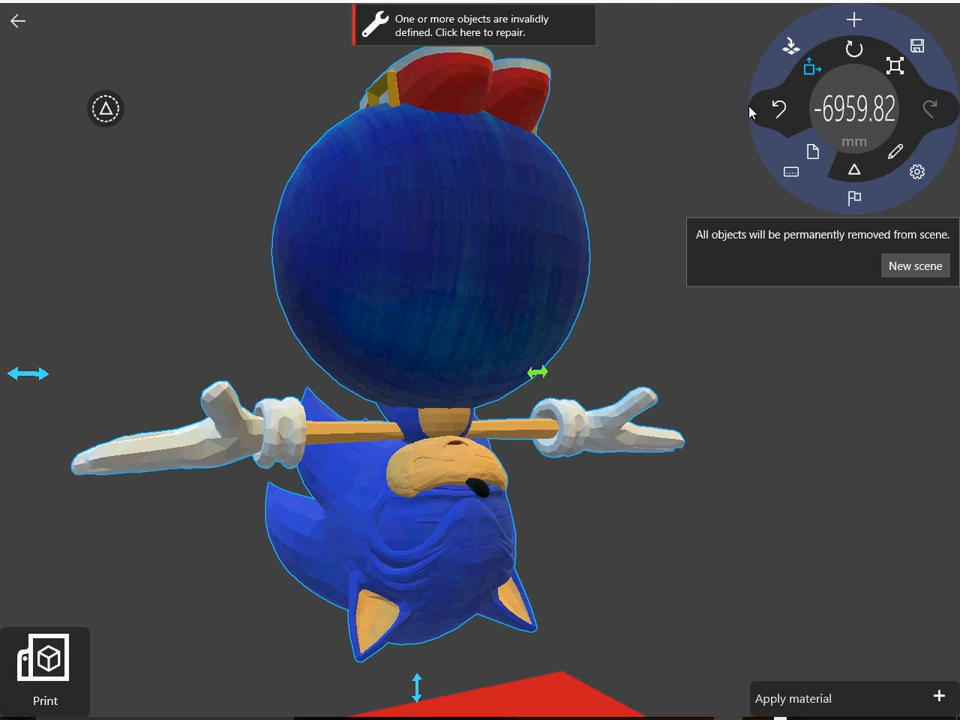 One or more objects are invalidly
defined. Click here to repair.
-6959.82
mm
All objects will be permanently removed from scene.
New scene
Print
Apply material